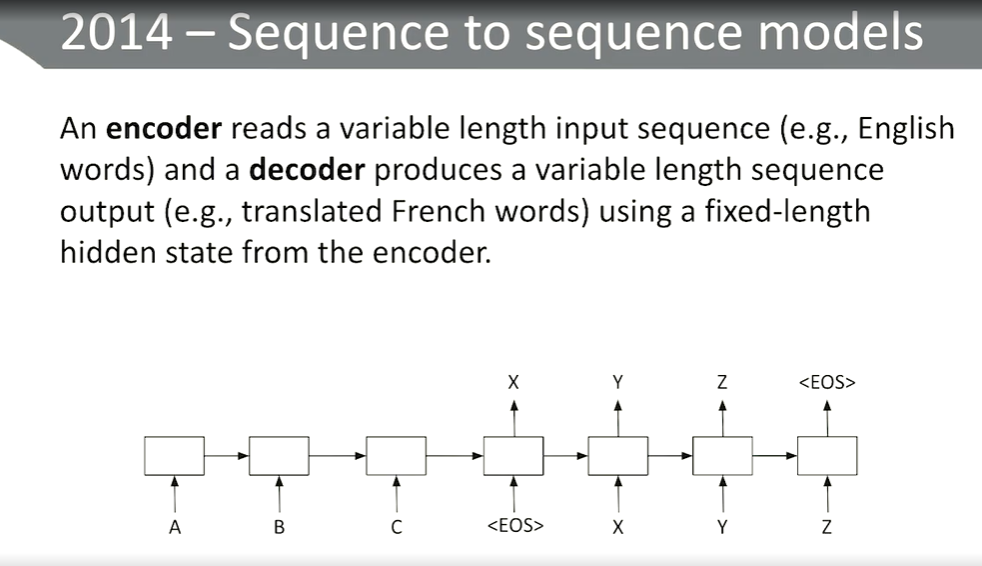 2014 – Sequence to sequence models
An encoder reads a variable length input sequence (e.g., English
words) and a decoder produces a variable length sequence
output (e.g., translated French words) using a fixed-length
hidden state from the encoder.
X Y Z <EOS>
A B C <EOS> X Y Z